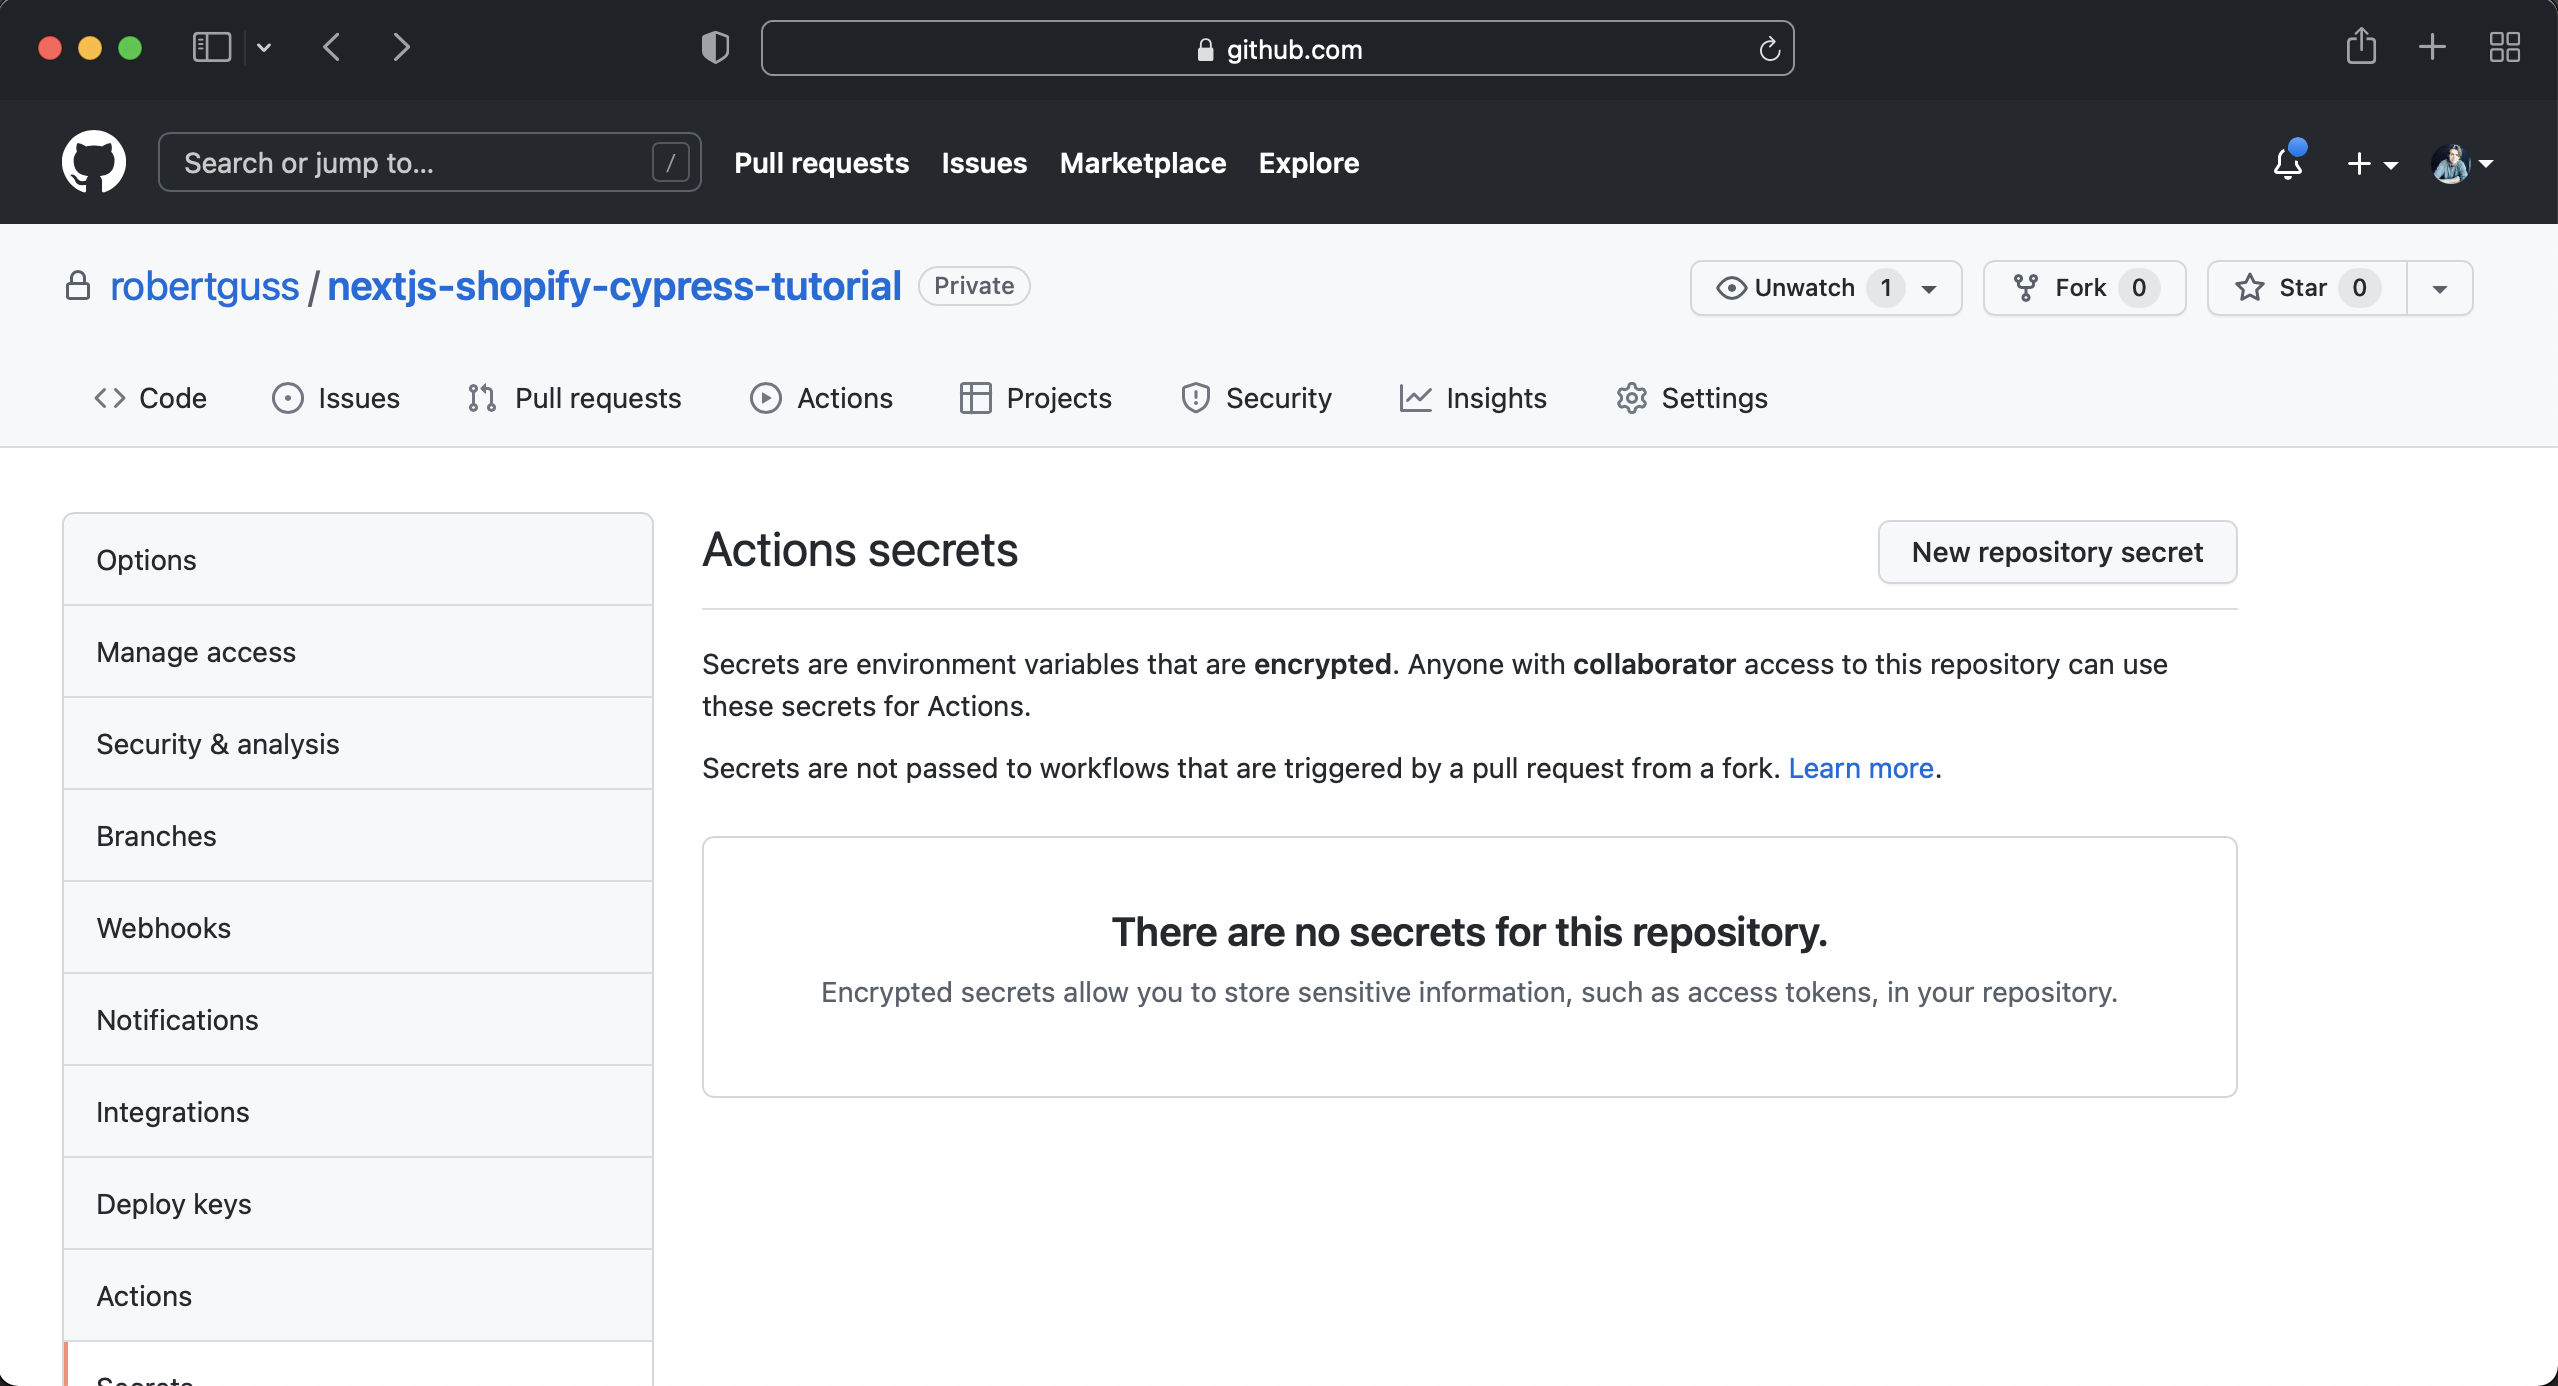 github.com
Search or jump to... /
Pull requests Issues Marketplace Explore
robertguss / nextjs-shopify-cypress-tutorial Private
Unwatch 1 Fork 0 Star 0
Code Issues Pull requests Actions Projects Security Insights Settings
Options
Manage access
Security & analysis
Branches
Webhooks
Notifications
Integrations
Deploy keys
Actions
Secrets
Actions secrets
New repository secret
Secrets are environment variables that are encrypted. Anyone with collaborator access to this repository can use
these secrets for Actions.
Secrets are not passed to workflows that are triggered by a pull request from a fork. Learn more.
There are no secrets for this repository.
Encrypted secrets allow you to store sensitive information, such as access tokens, in your repository.